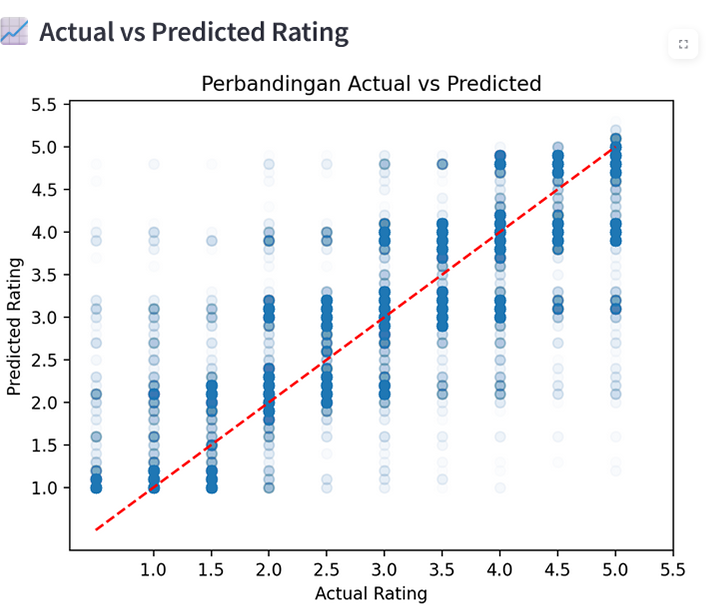 Actual vs Predicted Rating
Perbandingan Actual vs Predicted
5.5
5.0
4.5
4.0
3.5
3.0
2.5
2.0
1.5
1.0
Predicted Rating
1.0 1.5 2.0 2.5 3.0 3.5 4.0 4.5 5.0 5.5
Actual Rating